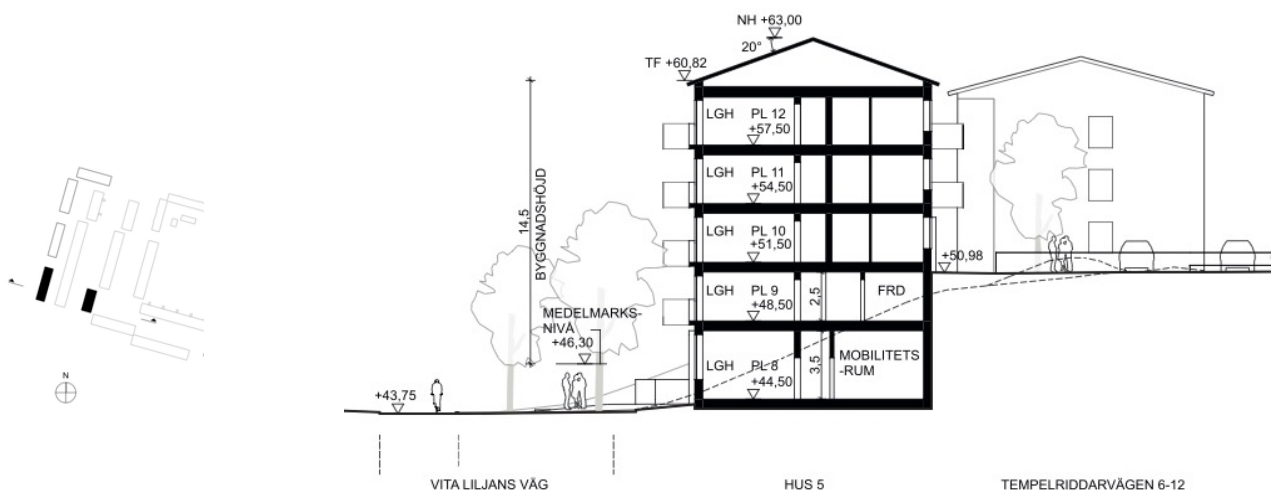 NH +63,00
20°
TF +60,82
LGH PL 12
+57,50
LGH PL 11
+54,50
14,5
BYGGNADSHÖJD
LGH PL 10
+51,50
+50,98
LGH PL 9
+48,50
2,5
FRD
MEDELMARKS-
NIVÅ
+46,30
LGH PL 8
+44,50
3,5
MOBILITETS
-RUM
+43,75
N
VITA LILJANS VÄG
HUS 5
TEMPELRIDDARVÄGEN 6-12